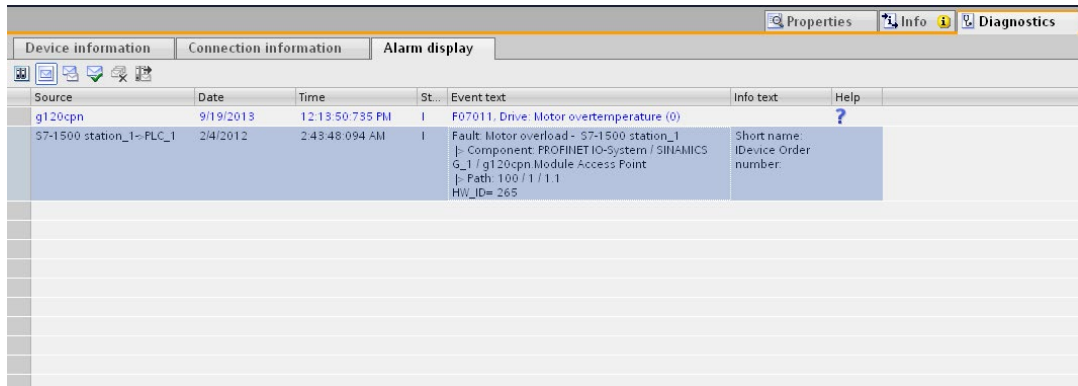 Properties Info Diagnostics
Device information Connection information Alarm display
Source Date Time St... Event text Info text Help
g120cpn 9/19/2013 12:13:50:735 PM I F07011, Drive: Motor overtemperature (0) ?
S7-1500 station_1<-PLC_1 2/4/2012 2:43:48:094 AM I Fault: Motor overload - S7-1500 station_1 Short name:
|> Component: PROFINET IO-System / SINAMICS IDevice Order
G_1 / g120cpn.Module Access Point number:
|> Path: 100 / 1 / 1.1
HW_ID= 265